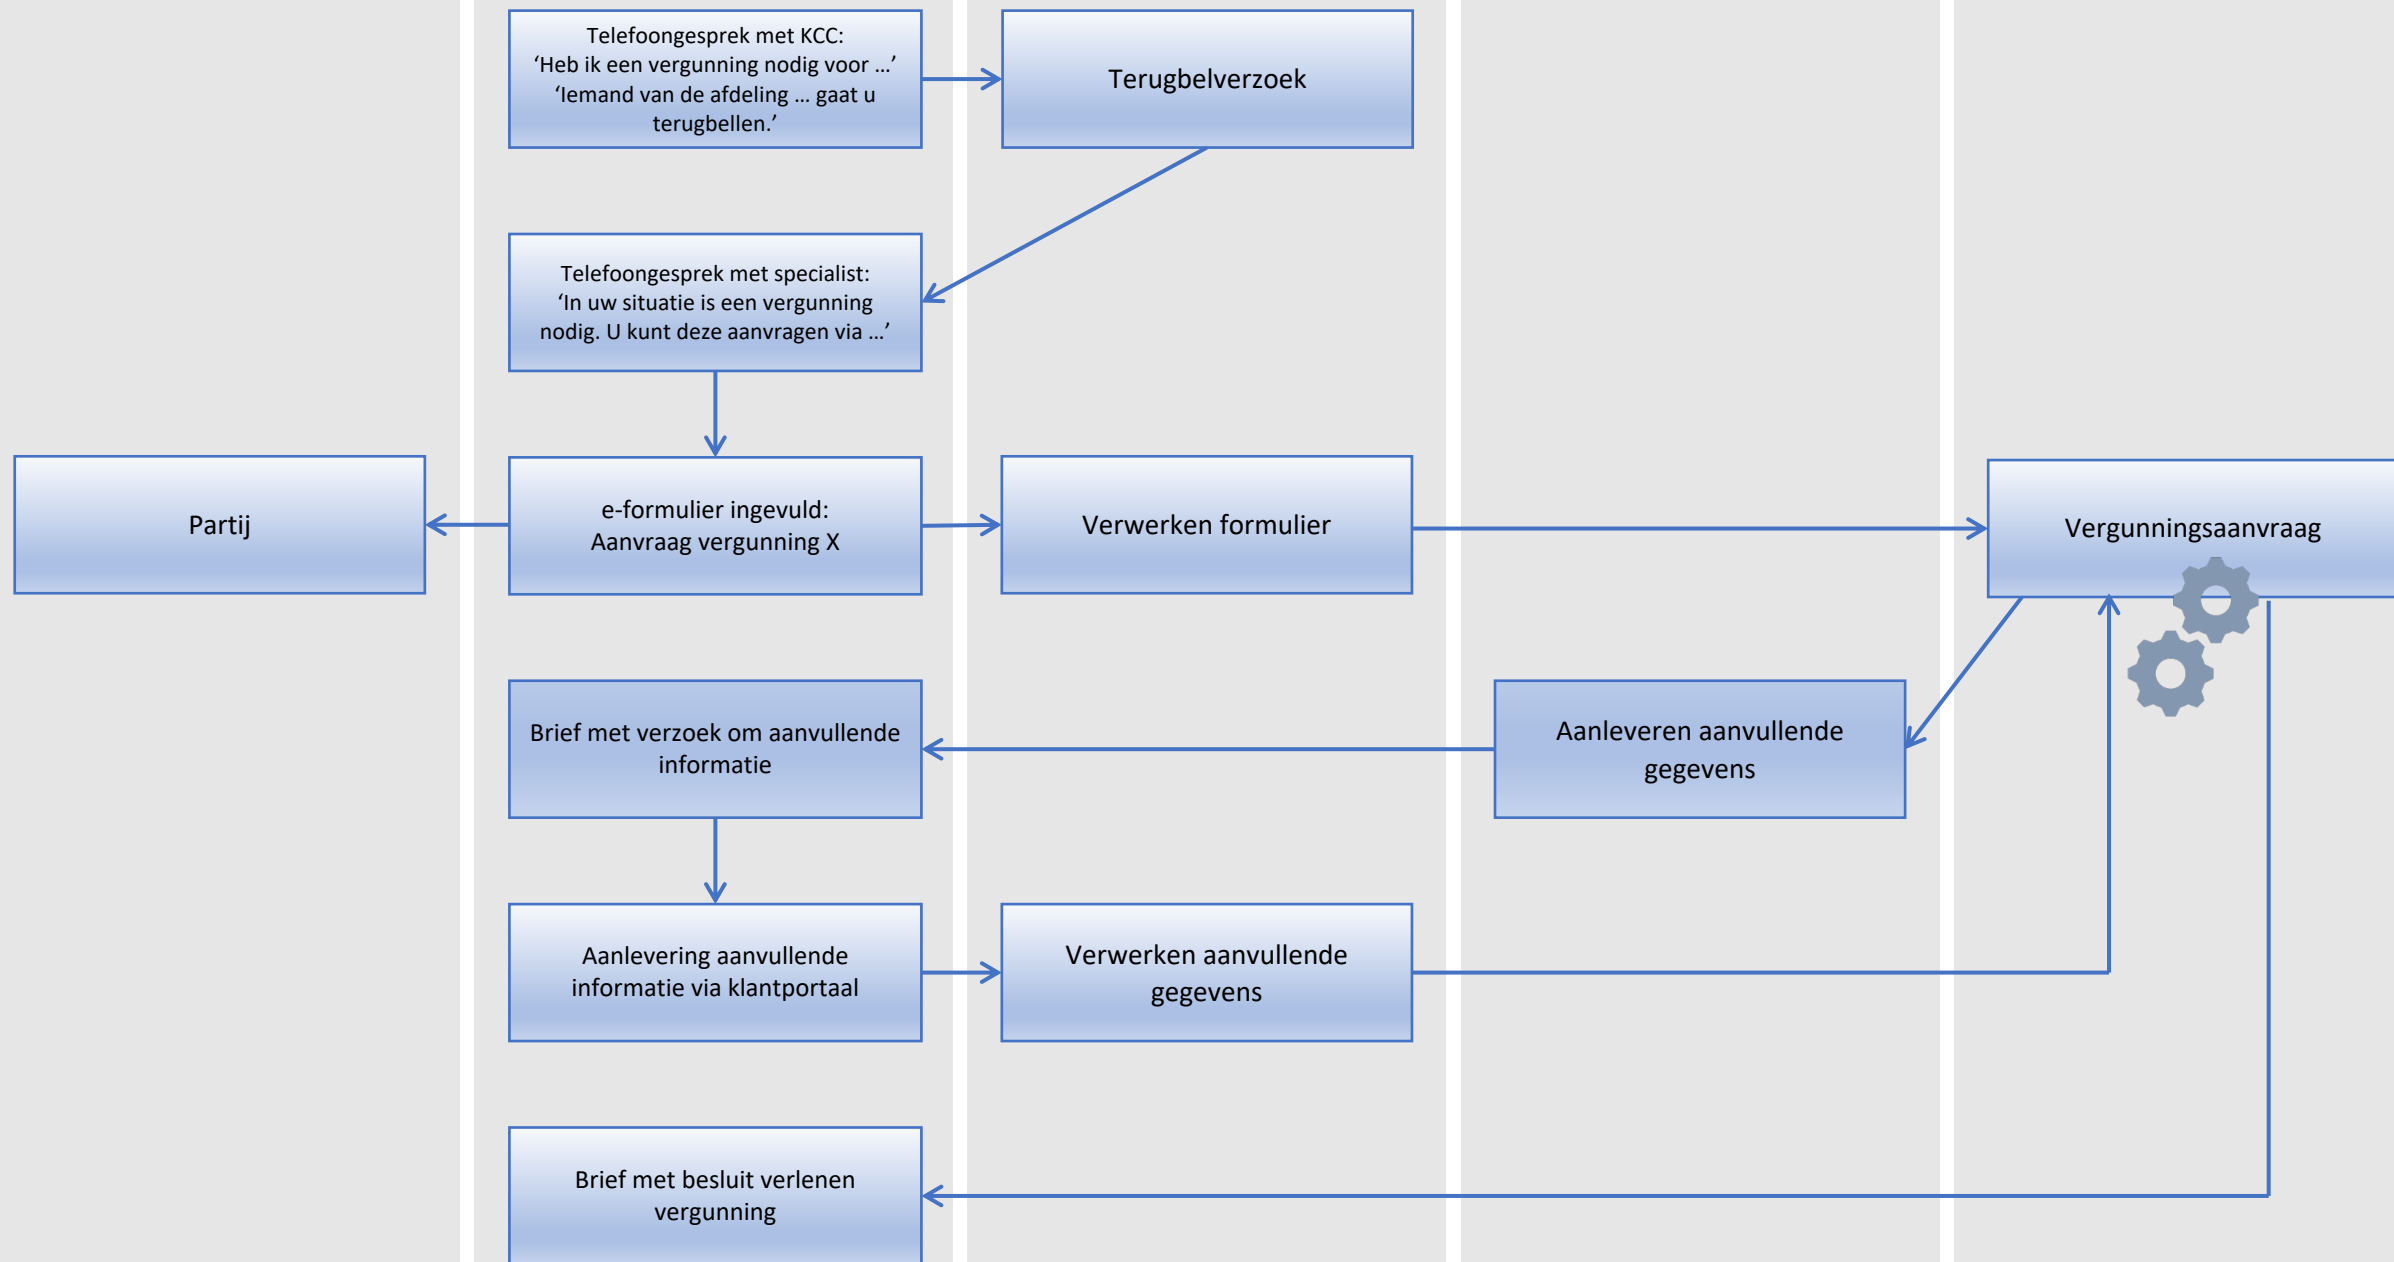 Telefoongesprek met KCC:
‘Heb ik een vergunning nodig voor …’
‘Iemand van de afdeling … gaat u
terugbellen.’
Terugbelverzoek
Telefoongesprek met specialist:
‘In uw situatie is een vergunning
nodig. U kunt deze aanvragen via …’
Partij
e-formulier ingevuld:
Aanvraag vergunning X
Verwerken formulier
Vergunningsaanvraag
Brief met verzoek om aanvullende
informatie
Aanleveren aanvullende
gegevens
Aanlevering aanvullende
informatie via klantportaal
Verwerken aanvullende
gegevens
Brief met besluit verlenen
vergunning